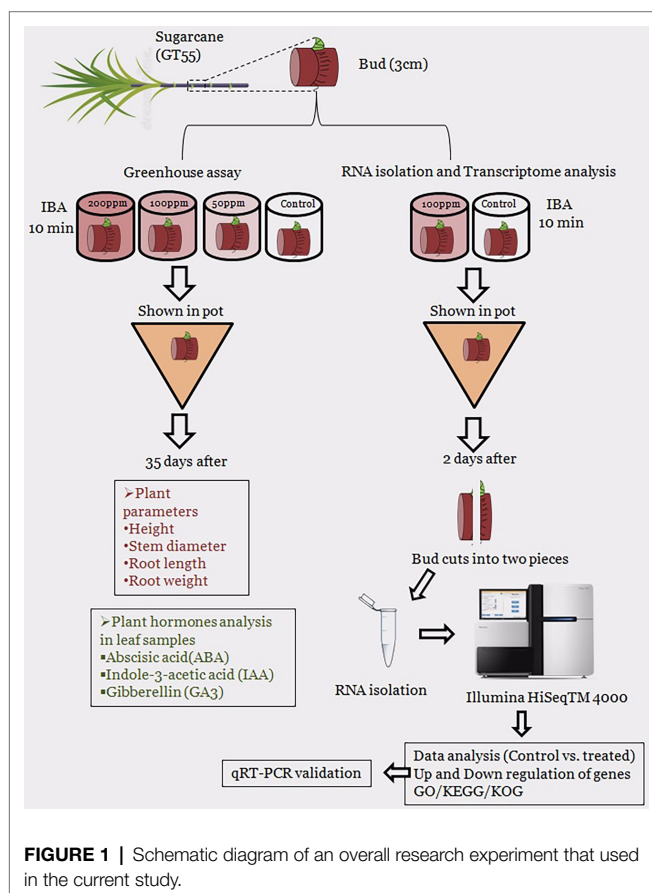 Sugarcane
(GT55)
Bud (3cm)
Greenhouse assay
RNA isolation and Transcriptome analysis
IBA
10 min
200ppm
100ppm
50ppm
Control
100ppm
Control
IBA
10 min
Shown in pot
Shown in pot
35 days after
2 days after
➢Plant
parameters
•Height
•Stem diameter
•Root length
•Root weight
Bud cuts into two pieces
➢Plant hormones analysis
in leaf samples
▪Abscisic acid(ABA)
▪Indole-3-acetic acid (IAA)
▪Gibberellin (GA3)
RNA isolation
Illumina HiSeqTM 4000
qRT-PCR validation
Data analysis (Control vs. treated)
Up and Down regulation of genes
GO/KEGG/KOG
FIGURE 1 | Schematic diagram of an overall research experiment that used
in the current study.